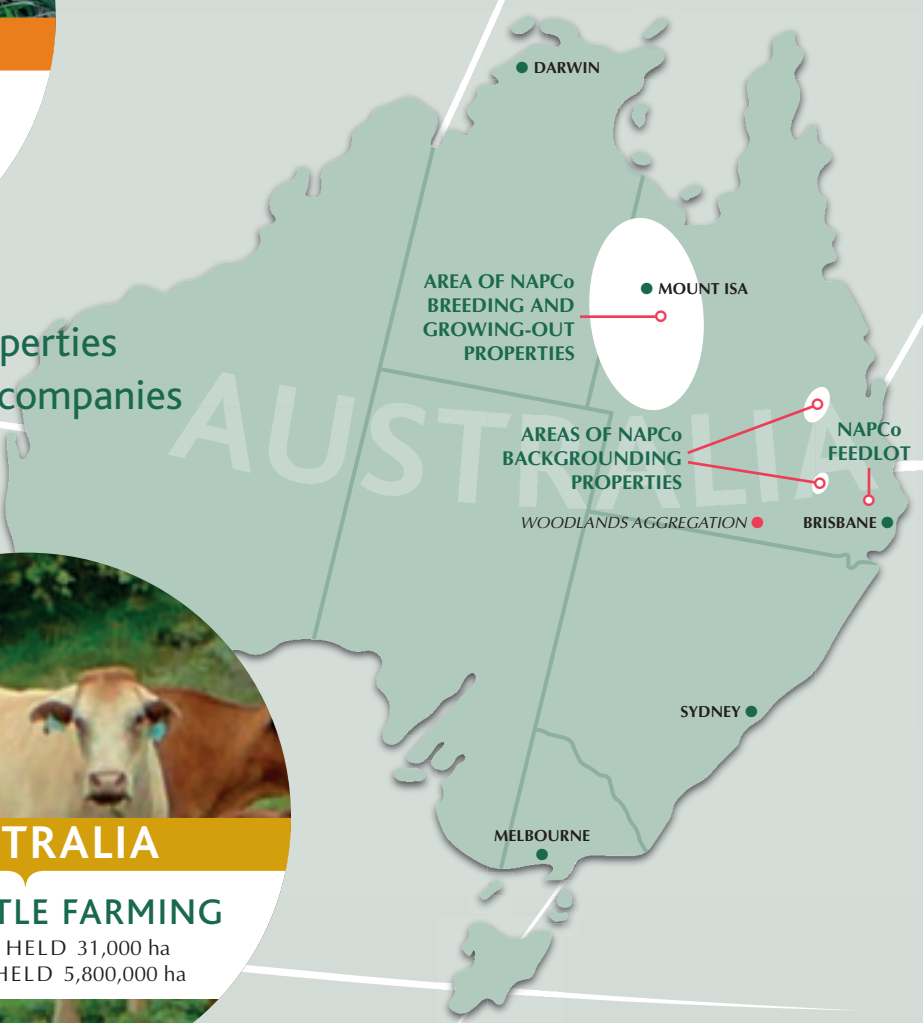 DARWIN
MOUNT ISA
AREA OF NAPCo
BREEDING AND
GROWING-OUT
PROPERTIES
perties
companies
AUSTRALIA
AREAS OF NAPCo
BACKGROUNDING
PROPERTIES
NAPCo
FEEDLOT
WOODLANDS AGGREGATION
BRISBANE
SYDNEY
MELBOURNE
TRALIA
TLE FARMING
HELD 31,000 ha
HELD 5,800,000 ha